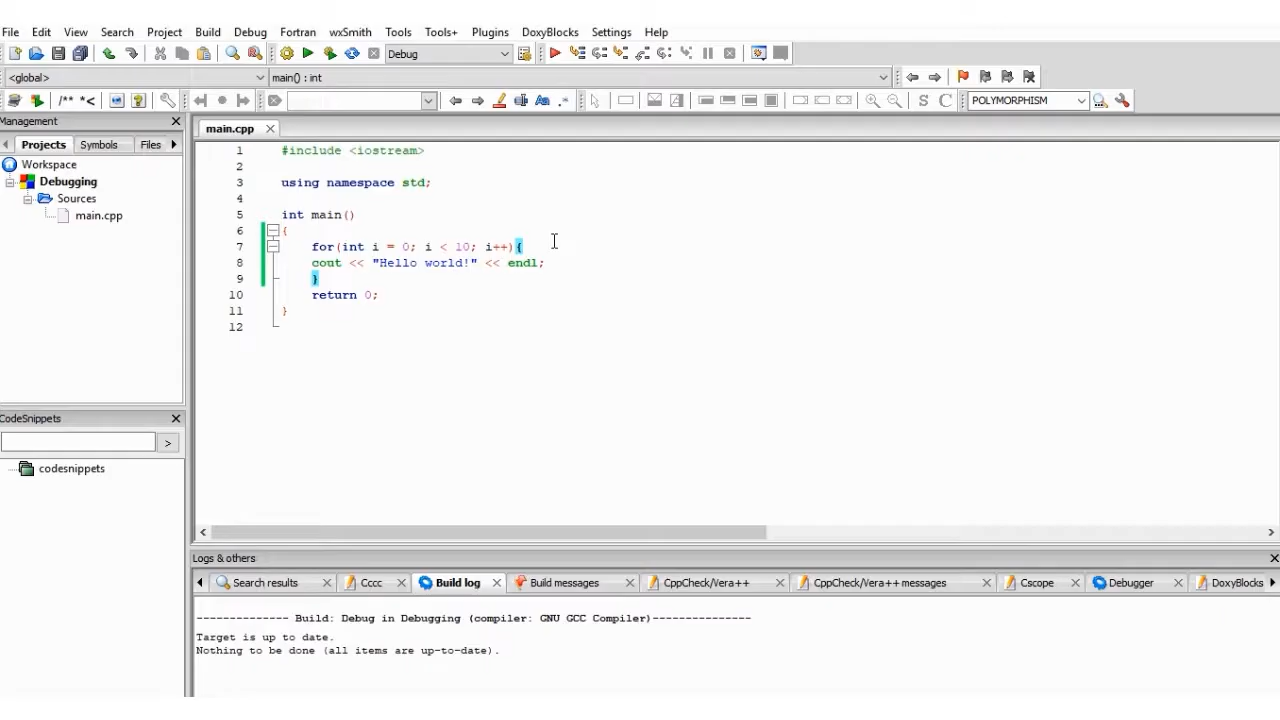 File Edit View Search Project Build Debug Fortran wxSmith Tools Tools+ Plugins DoxyBlocks Settings Help
Debug
<global> main() : int
/** *< .* S C POLYMORPHISM
Management
Projects Symbols Files
Workspace
Debugging
Sources
main.cpp
CodeSnippets
>
codesnippets
main.cpp
1 #include <iostream>
2
3 using namespace std;
4
5 int main()
6 {
7 for(int i = 0; i < 10; i++){
8 cout << "Hello world!" << endl;
9 }
10 return 0;
11 }
12
Logs & others
Search results Cccc Build log Build messages CppCheck/Vera++ CppCheck/Vera++ messages Cscope Debugger DoxyBlocks
-------------- Build: Debug in Debugging (compiler: GNU GCC Compiler)---------------
Target is up to date.
Nothing to be done (all items are up-to-date).